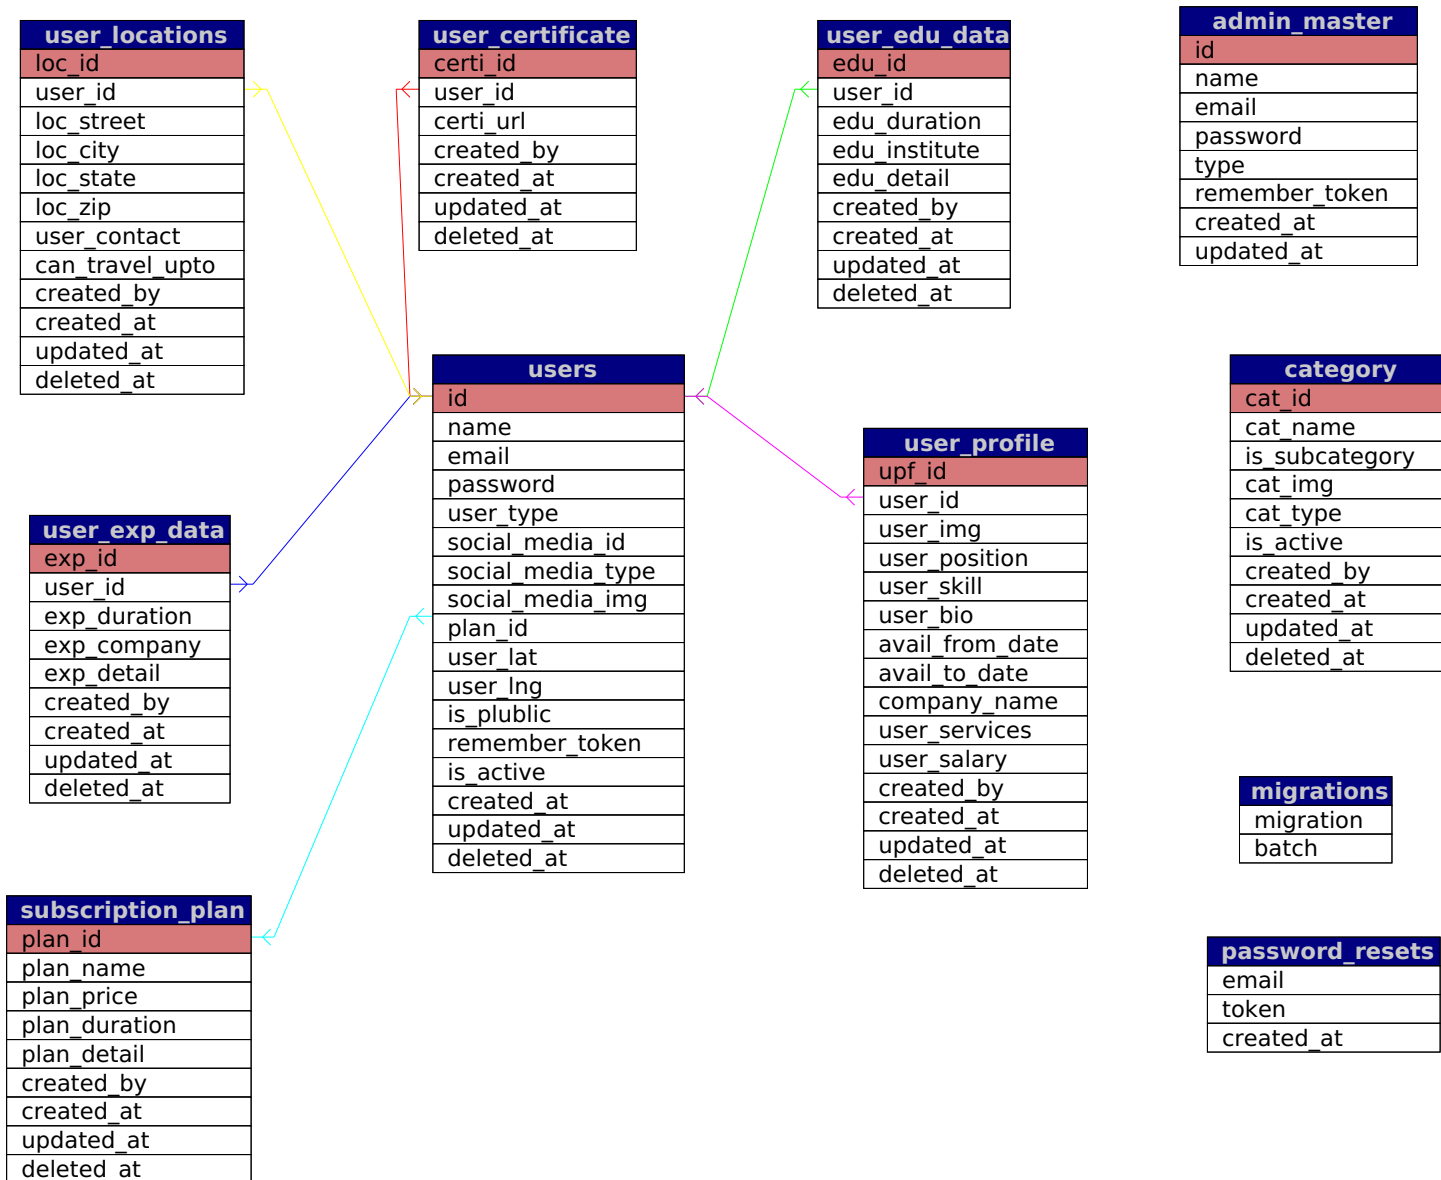 user_locations
loc_id
user_id
loc_street
loc_city
loc_state
loc_zip
user_contact
can_travel_upto
created_by
created_at
updated_at
deleted_at
user_certificate
certi_id
user_id
certi_url
created_by
created_at
updated_at
deleted_at
user_edu_data
edu_id
user_id
edu_duration
edu_institute
edu_detail
created_by
created_at
updated_at
deleted_at
admin_master
id
name
email
password
type
remember_token
created_at
updated_at
users
id
name
email
password
user_type
social_media_id
social_media_type
social_media_img
plan_id
user_lat
user_lng
is_plublic
remember_token
is_active
created_at
updated_at
deleted_at
category
cat_id
cat_name
is_subcategory
cat_img
cat_type
is_active
created_by
created_at
updated_at
deleted_at
user_profile
upf_id
user_id
user_img
user_position
user_skill
user_bio
avail_from_date
avail_to_date
company_name
user_services
user_salary
created_by
created_at
updated_at
deleted_at
user_exp_data
exp_id
user_id
exp_duration
exp_company
exp_detail
created_by
created_at
updated_at
deleted_at
migrations
migration
batch
subscription_plan
plan_id
plan_name
plan_price
plan_duration
plan_detail
created_by
created_at
updated_at
deleted_at
password_resets
email
token
created_at